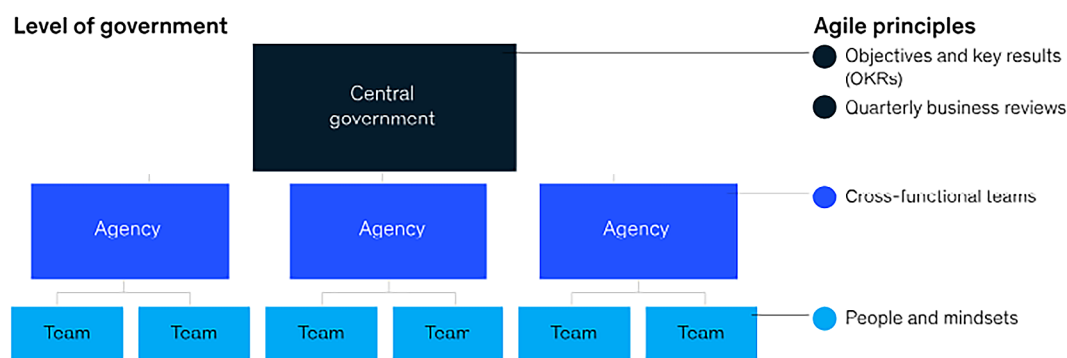 Level of government
Agile principles
Central
government
Objectives and key results
(OKRs)
Quarterly business reviews
Agency
Agency
Agency
Cross-functional teams
Team
Team
Team
Team
Team
Team
People and mindsets